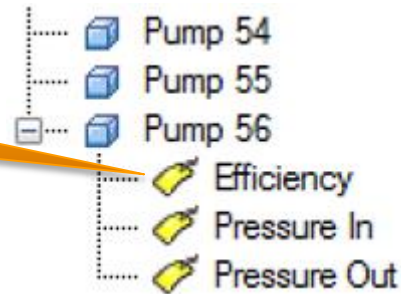 Pump 54
Pump 55
Pump 56
Efficiency
Pressure In
Pressure Out